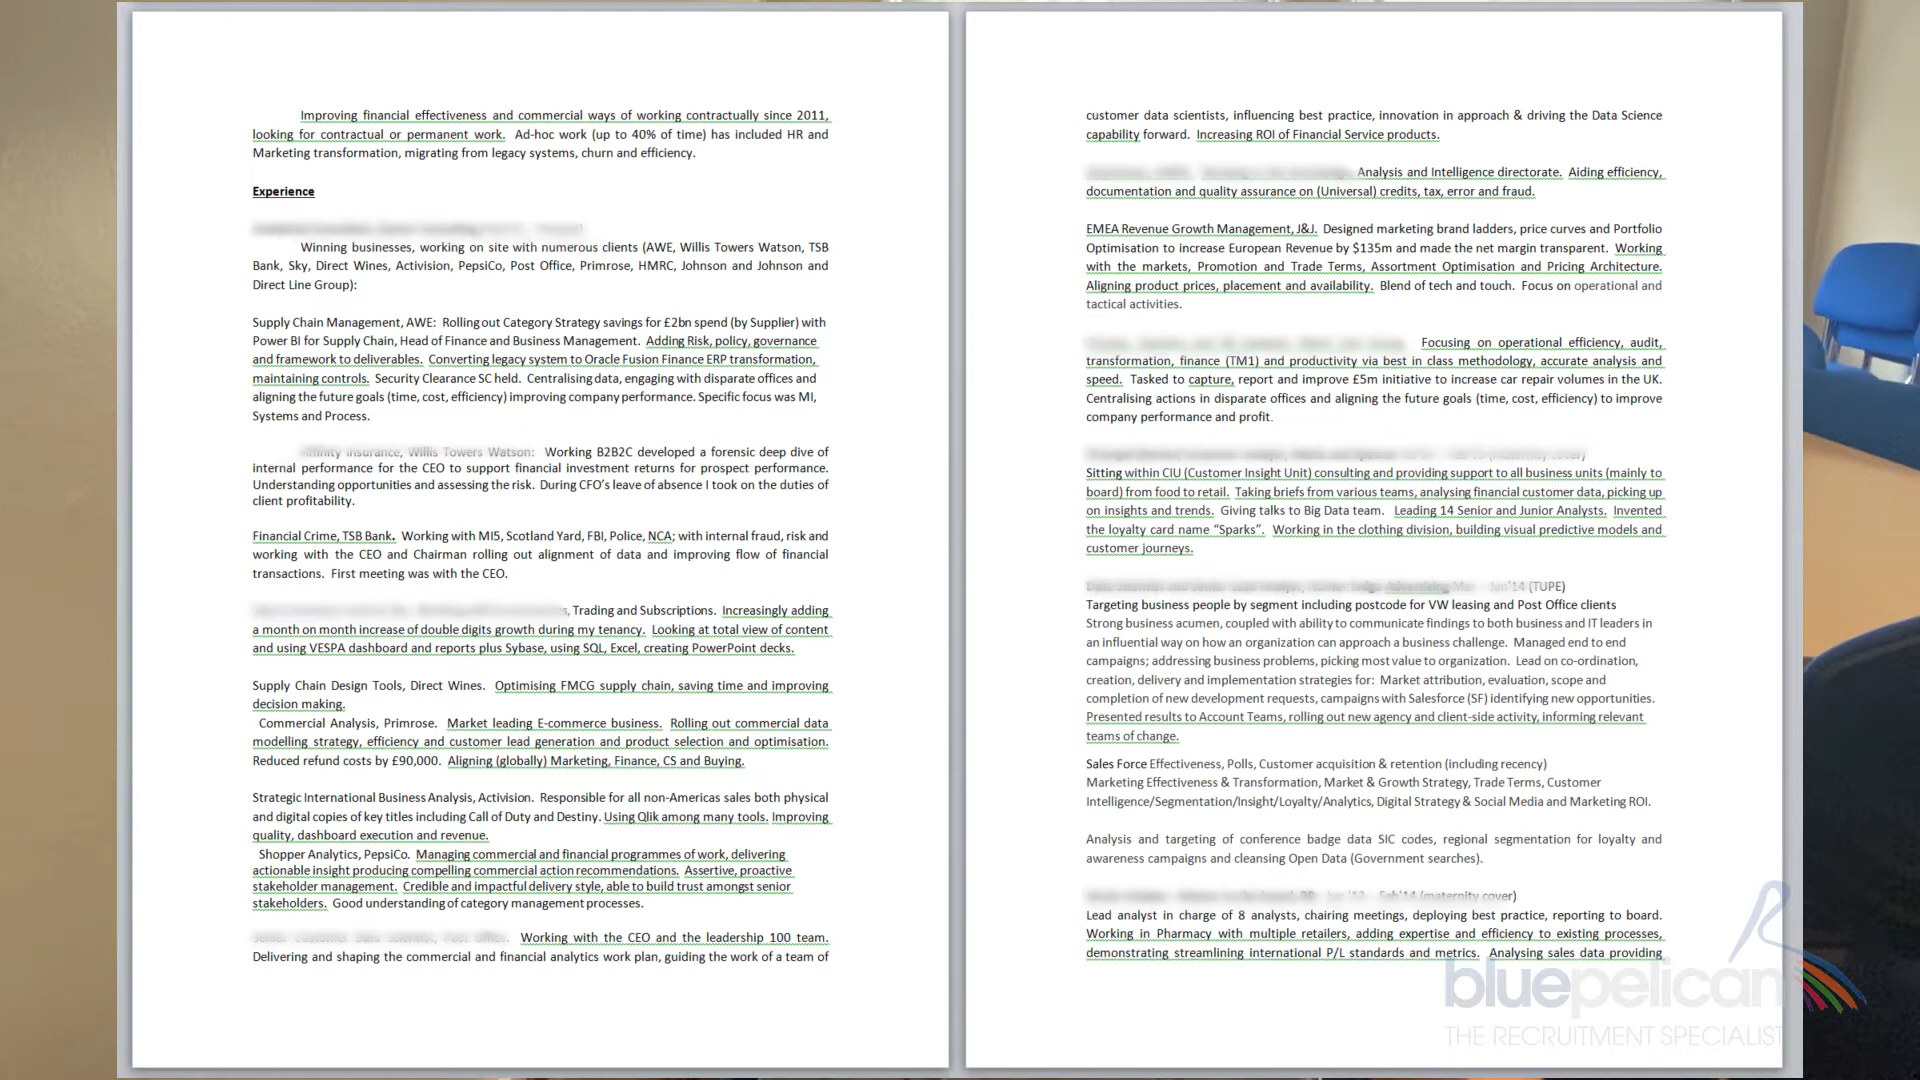 Improving financial effectiveness and commercial ways of working contractually since 2011,
looking for contractual or permanent work. Ad-hoc work (up to 40% of time) has included HR and
Marketing transformation, migrating from legacy systems, churn and efficiency.
Experience
Winning businesses, working on site with numerous clients (AWE, Willis Towers Watson, TSB
Bank, Sky, Direct Wines, Activision, PepsiCo, Post Office, Primrose, HMRC, Johnson and Johnson and
Direct Line Group):
Supply Chain Management, AWE: Rolling out Category Strategy savings for £2bn spend (by Supplier) with
Power BI for Supply Chain, Head of Finance and Business Management. Adding Risk, policy, governance
and framework to deliverables. Converting legacy system to Oracle Fusion Finance ERP transformation,
maintaining controls. Security Clearance SC held. Centralising data, engaging with disparate offices and
aligning the future goals (time, cost, efficiency) improving company performance. Specific focus was MI,
Systems and Process.
Affinity Insurance, Willis Towers Watson: Working B2B2C developed a forensic deep dive of
internal performance for the CEO to support financial investment returns for prospect performance.
Understanding opportunities and assessing the risk. During CFO's leave of absence I took on the duties of
client profitability.
Financial Crime, TSB Bank. Working with MI5, Scotland Yard, FBI, Police, NCA; with internal fraud, risk and
working with the CEO and Chairman rolling out alignment of data and improving flow of financial
transactions. First meeting was with the CEO.
, Trading and Subscriptions. Increasingly adding
a month on month increase of double digits growth during my tenancy. Looking at total view of content
and using VESPA dashboard and reports plus Sybase, using SQL, Excel, creating PowerPoint decks.
Supply Chain Design Tools, Direct Wines. Optimising FMCG supply chain, saving time and improving
decision making.
Commercial Analysis, Primrose. Market leading E-commerce business. Rolling out commercial data
modelling strategy, efficiency and customer lead generation and product selection and optimisation.
Reduced refund costs by £90,000. Aligning (globally) Marketing, Finance, CS and Buying.
Strategic International Business Analysis, Activision. Responsible for all non-Americas sales both physical
and digital copies of key titles including Call of Duty and Destiny. Using Qlik among many tools. Improving
quality, dashboard execution and revenue.
Shopper Analytics, PepsiCo. Managing commercial and financial programmes of work, delivering
actionable insight producing compelling commercial action recommendations. Assertive, proactive
stakeholder management. Credible and impactful delivery style, able to build trust amongst senior
stakeholders. Good understanding of category management processes.
Working with the CEO and the leadership 100 team.
Delivering and shaping the commercial and financial analytics work plan, guiding the work of a team of
customer data scientists, influencing best practice, innovation in approach & driving the Data Science
capability forward. Increasing ROI of Financial Service products.
Analysis and Intelligence directorate. Aiding efficiency,
documentation and quality assurance on (Universal) credits, tax, error and fraud.
EMEA Revenue Growth Management, J&J. Designed marketing brand ladders, price curves and Portfolio
Optimisation to increase European Revenue by $135m and made the net margin transparent. Working
with the markets, Promotion and Trade Terms, Assortment Optimisation and Pricing Architecture.
Aligning product prices, placement and availability. Blend of tech and touch. Focus on operational and
tactical activities.
Focusing on operational efficiency, audit,
transformation, finance (TM1) and productivity via best in class methodology, accurate analysis and
speed. Tasked to capture, report and improve £5m initiative to increase car repair volumes in the UK.
Centralising actions in disparate offices and aligning the future goals (time, cost, efficiency) to improve
company performance and profit.
Sitting within CIU (Customer Insight Unit) consulting and providing support to all business units (mainly to
board) from food to retail. Taking briefs from various teams, analysing financial customer data, picking up
on insights and trends. Giving talks to Big Data team. Leading 14 Senior and Junior Analysts. Invented
the loyalty card name “Sparks”. Working in the clothing division, building visual predictive models and
customer journeys.
Jun'14 (TUPE)
Targeting business people by segment including postcode for VW leasing and Post Office clients
Strong business acumen, coupled with ability to communicate findings to both business and IT leaders in
an influential way on how an organization can approach a business challenge. Managed end to end
campaigns; addressing business problems, picking most value to organization. Lead on co-ordination,
creation, delivery and implementation strategies for: Market attribution, evaluation, scope and
completion of new development requests, campaigns with Salesforce (SF) identifying new opportunities.
Presented results to Account Teams, rolling out new agency and client-side activity, informing relevant
teams of change.
Sales Force Effectiveness, Polls, Customer acquisition & retention (including recency)
Marketing Effectiveness & Transformation, Market & Growth Strategy, Trade Terms, Customer
Intelligence/Segmentation/Insight/Loyalty/Analytics, Digital Strategy & Social Media and Marketing ROI.
Analysis and targeting of conference badge data SIC codes, regional segmentation for loyalty and
awareness campaigns and cleansing Open Data (Government searches).
Feb'14 (maternity cover)
Lead analyst in charge of 8 analysts, chairing meetings, deploying best practice, reporting to board.
Working in Pharmacy with multiple retailers, adding expertise and efficiency to existing processes,
demonstrating streamlining international P/L standards and metrics. Analysing sales data providing
bluepelican
THE RECRUITMENT SPECIALIST